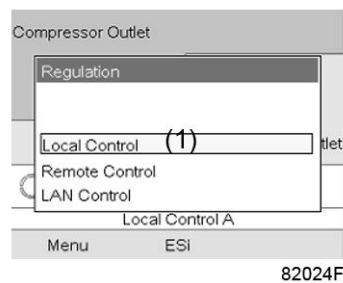 Compressor Outlet
Regulation
Local Control (1)
tlet
Remote Control
LAN Control
Local Control A
Menu ESi
82024F